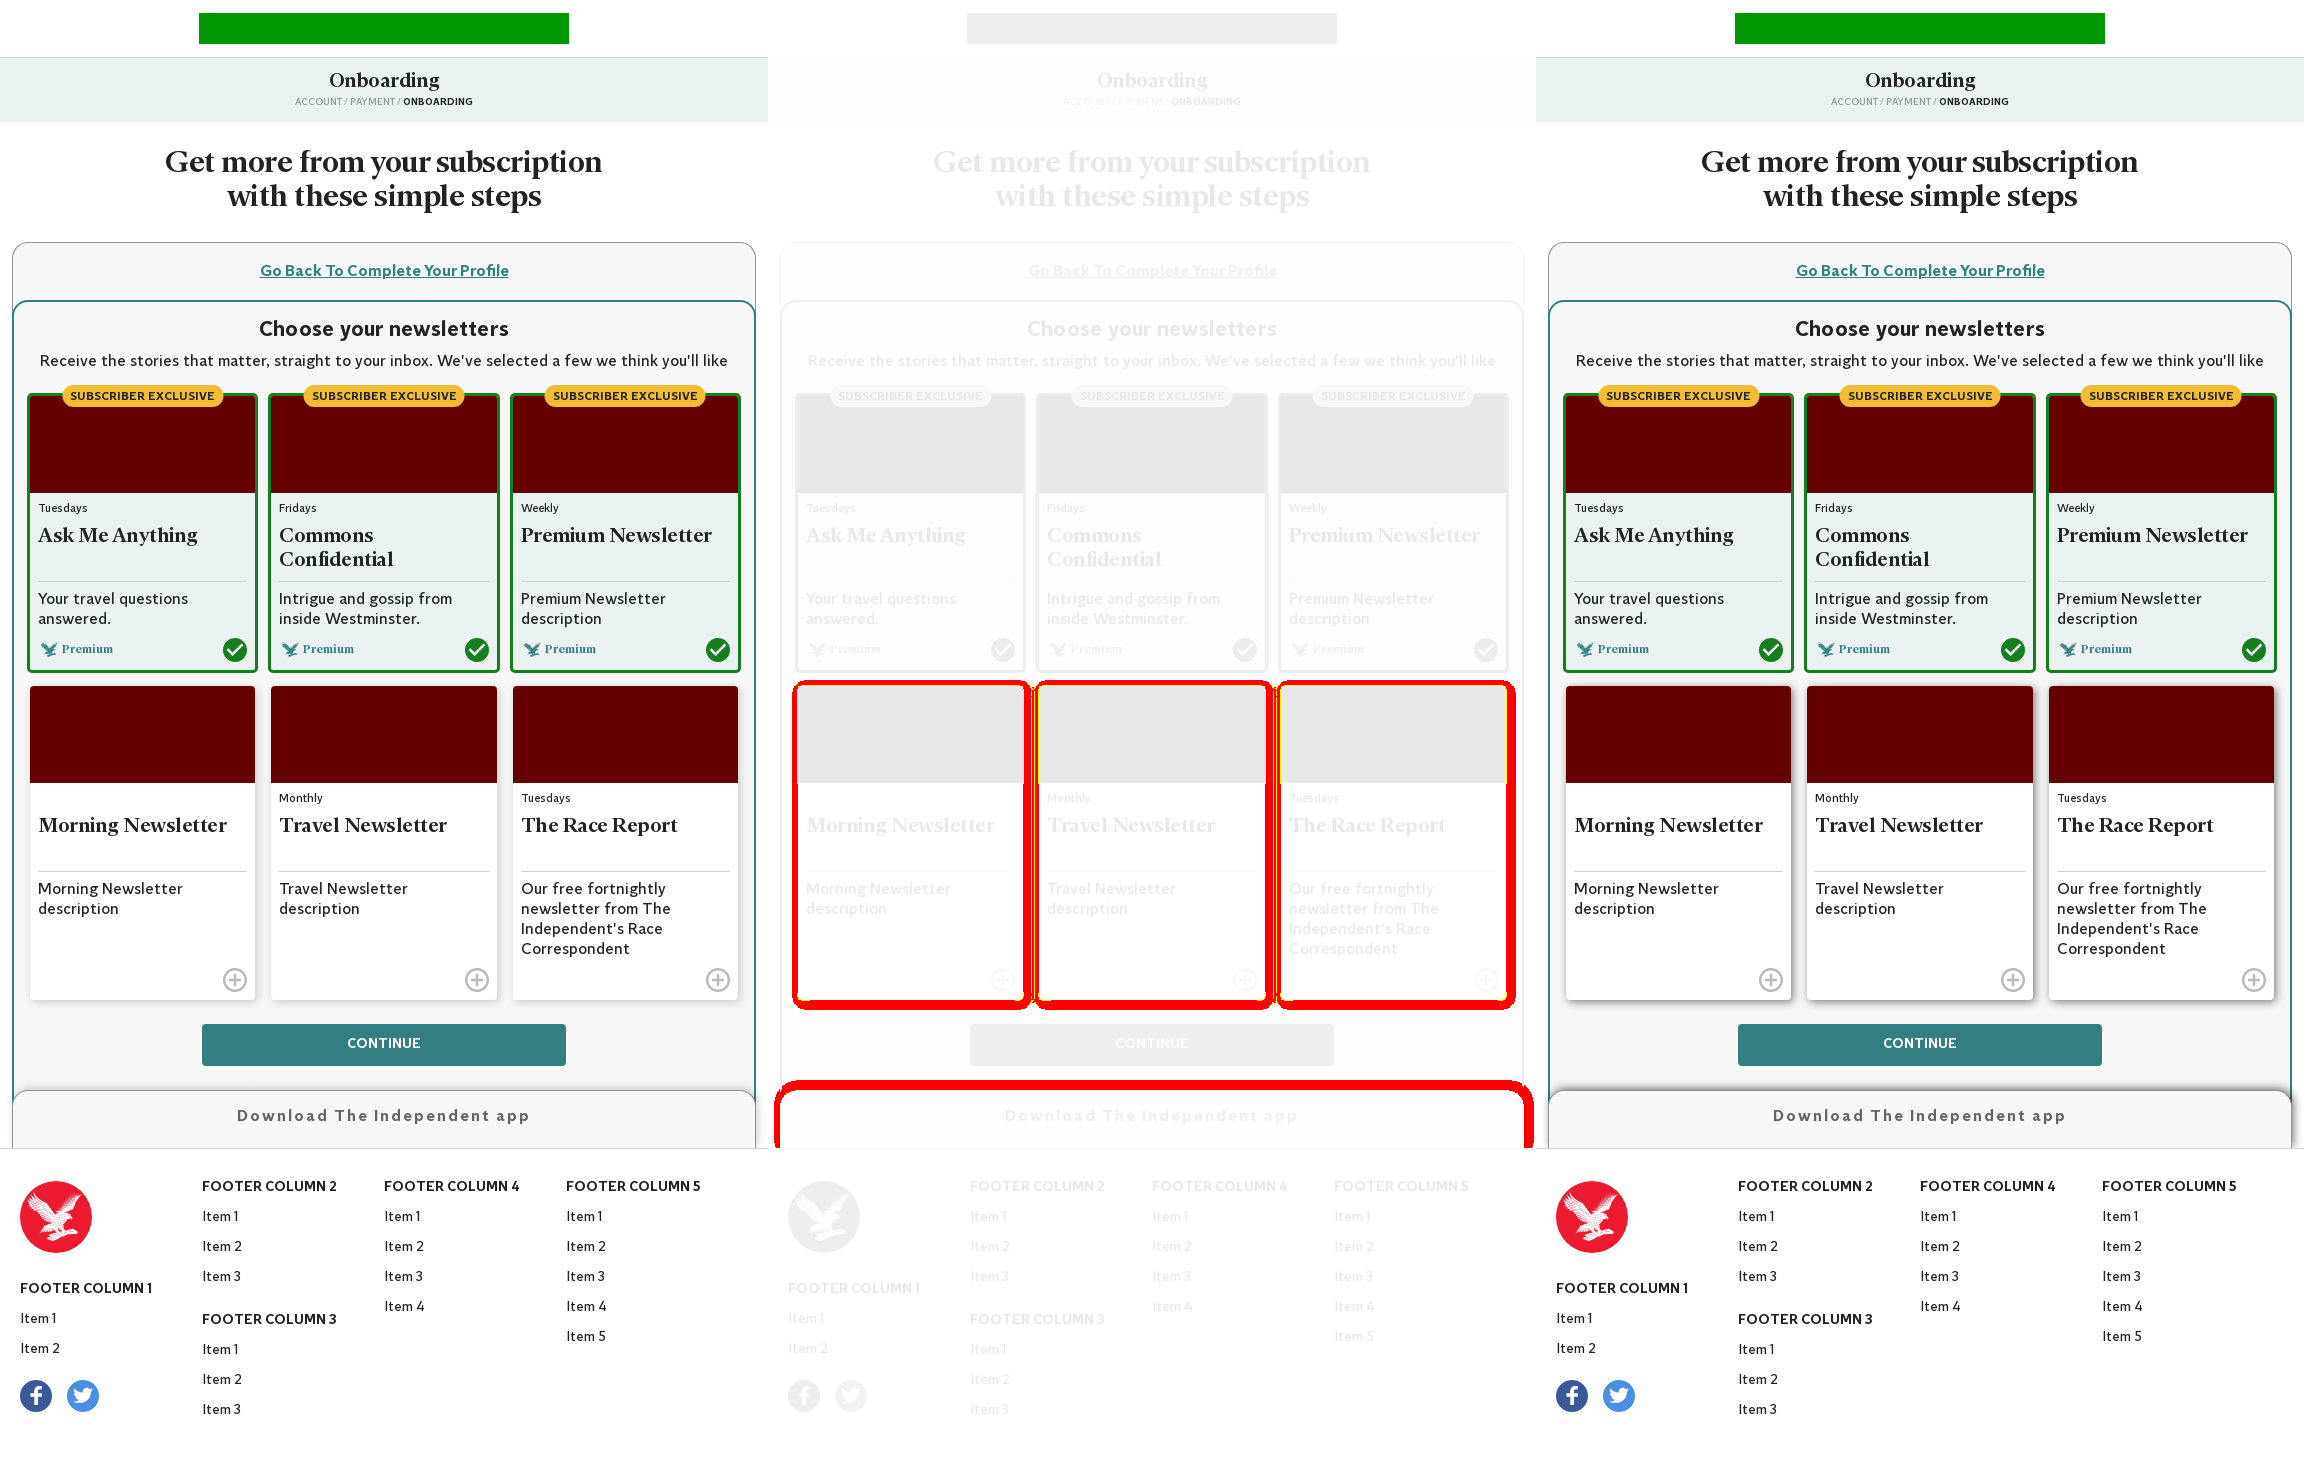 Onboarding
ACCOUNT / PAYMENT / ONBOARDING
Get more from your subscription
with these simple steps
Go Back To Complete Your Profile
Choose your newsletters
Receive the stories that matter, straight to your inbox. We've selected a few we think you'll like
SUBSCRIBER EXCLUSIVE
Tuesdays
Ask Me Anything
Your travel questions
answered.
Premium
SUBSCRIBER EXCLUSIVE
Fridays
Commons
Confidential
Intrigue and gossip from
inside Westminster.
Premium
SUBSCRIBER EXCLUSIVE
Weekly
Premium Newsletter
Premium Newsletter
description
Premium
Morning Newsletter
Morning Newsletter
description
Monthly
Travel Newsletter
Travel Newsletter
description
Tuesdays
The Race Report
Our free fortnightly
newsletter from The
Independent's Race
Correspondent
CONTINUE
Download The Independent app
FOOTER COLUMN 1
Item 1
Item 2
FOOTER COLUMN 2
Item 1
Item 2
Item 3
FOOTER COLUMN 3
Item 1
Item 2
Item 3
FOOTER COLUMN 4
Item 1
Item 2
Item 3
Item 4
FOOTER COLUMN 5
Item 1
Item 2
Item 3
Item 4
Item 5
Onboarding
ACCOUNT / PAYMENT / ONBOARDING
Get more from your subscription
with these simple steps
Go Back To Complete Your Profile
Choose your newsletters
Receive the stories that matter, straight to your inbox. We've selected a few we think you'll like
SUBSCRIBER EXCLUSIVE
Tuesdays
Ask Me Anything
Your travel questions
answered.
Premium
SUBSCRIBER EXCLUSIVE
Fridays
Commons
Confidential
Intrigue and gossip from
inside Westminster.
Premium
SUBSCRIBER EXCLUSIVE
Weekly
Premium Newsletter
Premium Newsletter
description
Premium
Morning Newsletter
Morning Newsletter
description
Monthly
Travel Newsletter
Travel Newsletter
description
Tuesdays
The Race Report
Our free fortnightly
newsletter from The
Independent's Race
Correspondent
CONTINUE
Download The Independent app
FOOTER COLUMN 1
Item 1
Item 2
FOOTER COLUMN 2
Item 1
Item 2
Item 3
FOOTER COLUMN 3
Item 1
Item 2
Item 3
FOOTER COLUMN 4
Item 1
Item 2
Item 3
Item 4
FOOTER COLUMN 5
Item 1
Item 2
Item 3
Item 4
Item 5
Onboarding
ACCOUNT / PAYMENT / ONBOARDING
Get more from your subscription
with these simple steps
Go Back To Complete Your Profile
Choose your newsletters
Receive the stories that matter, straight to your inbox. We've selected a few we think you'll like
SUBSCRIBER EXCLUSIVE
Tuesdays
Ask Me Anything
Your travel questions
answered.
Premium
SUBSCRIBER EXCLUSIVE
Fridays
Commons
Confidential
Intrigue and gossip from
inside Westminster.
Premium
SUBSCRIBER EXCLUSIVE
Weekly
Premium Newsletter
Premium Newsletter
description
Premium
Morning Newsletter
Morning Newsletter
description
Monthly
Travel Newsletter
Travel Newsletter
description
Tuesdays
The Race Report
Our free fortnightly
newsletter from The
Independent's Race
Correspondent
CONTINUE
Download The Independent app
FOOTER COLUMN 1
Item 1
Item 2
FOOTER COLUMN 2
Item 1
Item 2
Item 3
FOOTER COLUMN 3
Item 1
Item 2
Item 3
FOOTER COLUMN 4
Item 1
Item 2
Item 3
Item 4
FOOTER COLUMN 5
Item 1
Item 2
Item 3
Item 4
Item 5